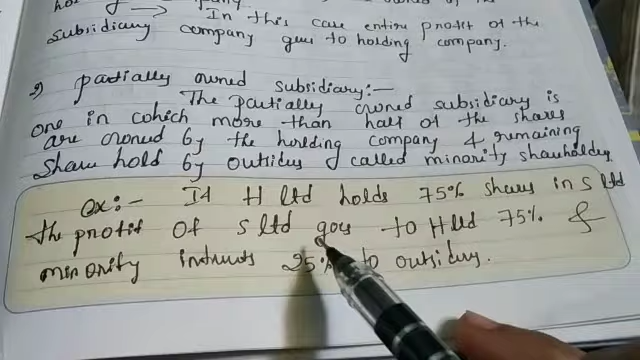 In this case entire profit of the
subsidiary company goes to holding company.
2) partially owned subsidiary:-
The partially owned subsidiary is
one in which more than half of the shares
are owned by the holding company & remaining
share hold by outsiders called minority shareholders
ex:- If H ltd holds 75% shares in S ltd
the profit of S ltd goes to H ltd 75% &
minority intrests 25% to outsiders.